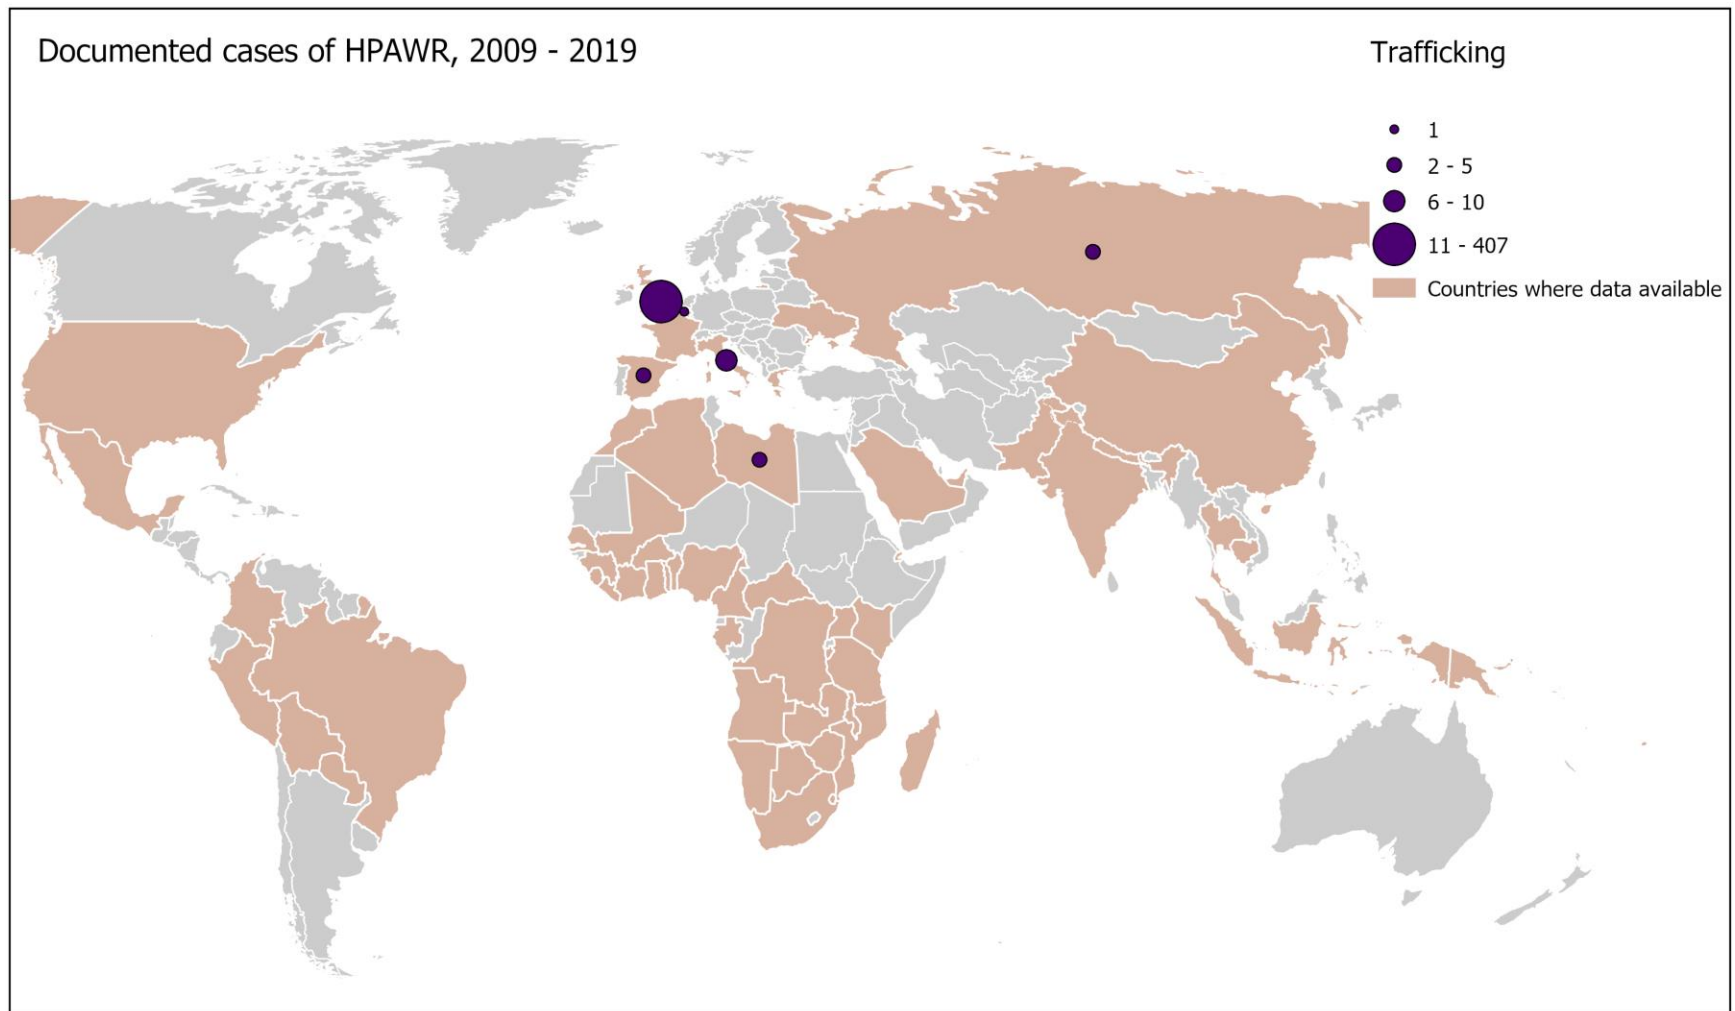 Documented cases of HPAWR, 2009 - 2019
Trafficking
1
2 - 5
6 - 10
11 - 407
Countries where data available